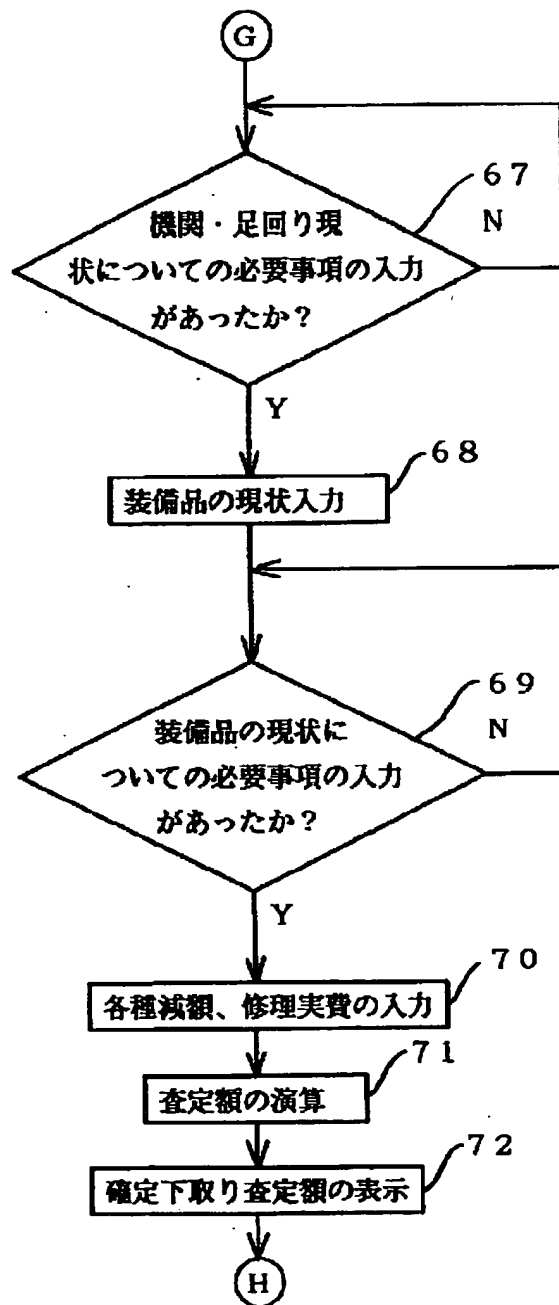 G
67
機関・足回り現
N
状についての必要事項の入力
があったか?
Y
68
装備品の現状入力
69
装備品の現状に
N
ついての必要事項の入力
があったか?
Y
70
各種減額、修理実費の入力
71
査定額の演算
72
確定下取り査定額の表示
H